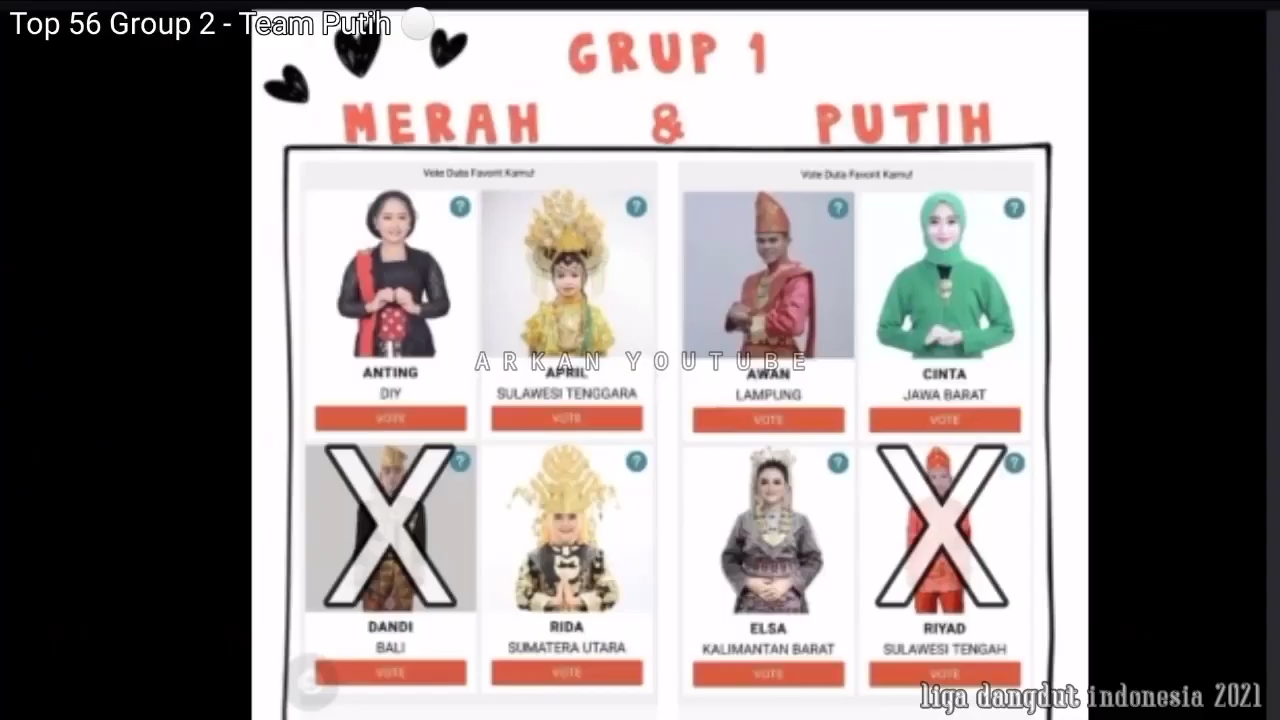 Top 56 Group 2 - Team Putih
GRUP 1
MERAH & PUTIH
Vote Duta Favorit Kamu!
Vote Duta Favorit Kamu!
?
?
?
?
ARKAN YOUTUBE
ANTING
DIY
VOTE
APRIL
SULAWESI TENGGARA
VOTE
AWAN
LAMPUNG
VOTE
CINTA
JAWA BARAT
VOTE
?
?
?
?
X
X
DANDI
BALI
VOTE
RIDA
SUMATERA UTARA
VOTE
ELSA
KALIMANTAN BARAT
VOTE
RIYAD
SULAWESI TENGAH
VOTE
liga dangdut indonesia 2021